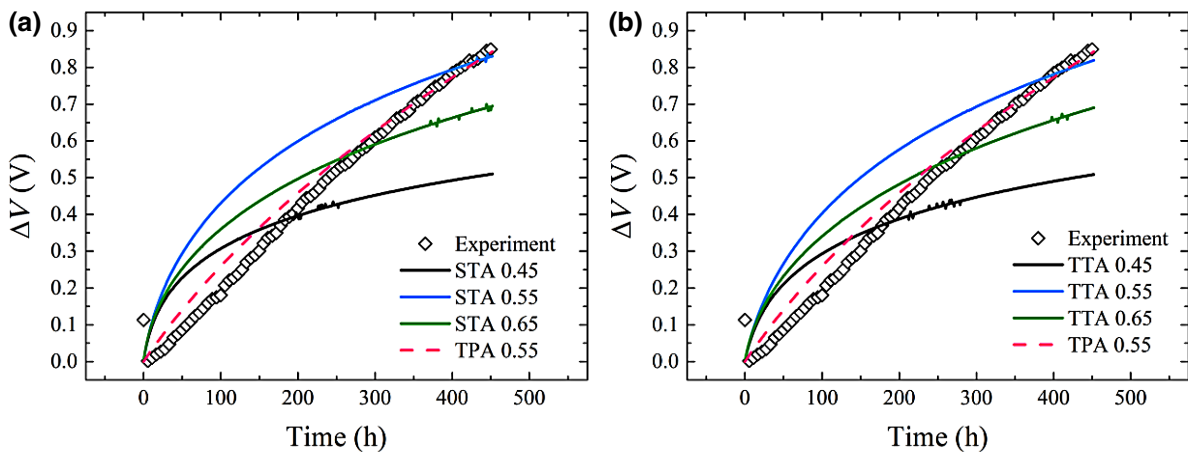 (a)
0.9
0.8
0.7
0.6
0.5
0.4
0.3
0.2
0.1
0.0
ΔV (V)
Experiment
STA 0.45
STA 0.55
STA 0.65
TPA 0.55
0 100 200 300 400 500
Time (h)
(b)
0.9
0.8
0.7
0.6
0.5
0.4
0.3
0.2
0.1
0.0
ΔV (V)
Experiment
TTA 0.45
TTA 0.55
TTA 0.65
TPA 0.55
0 100 200 300 400 500
Time (h)